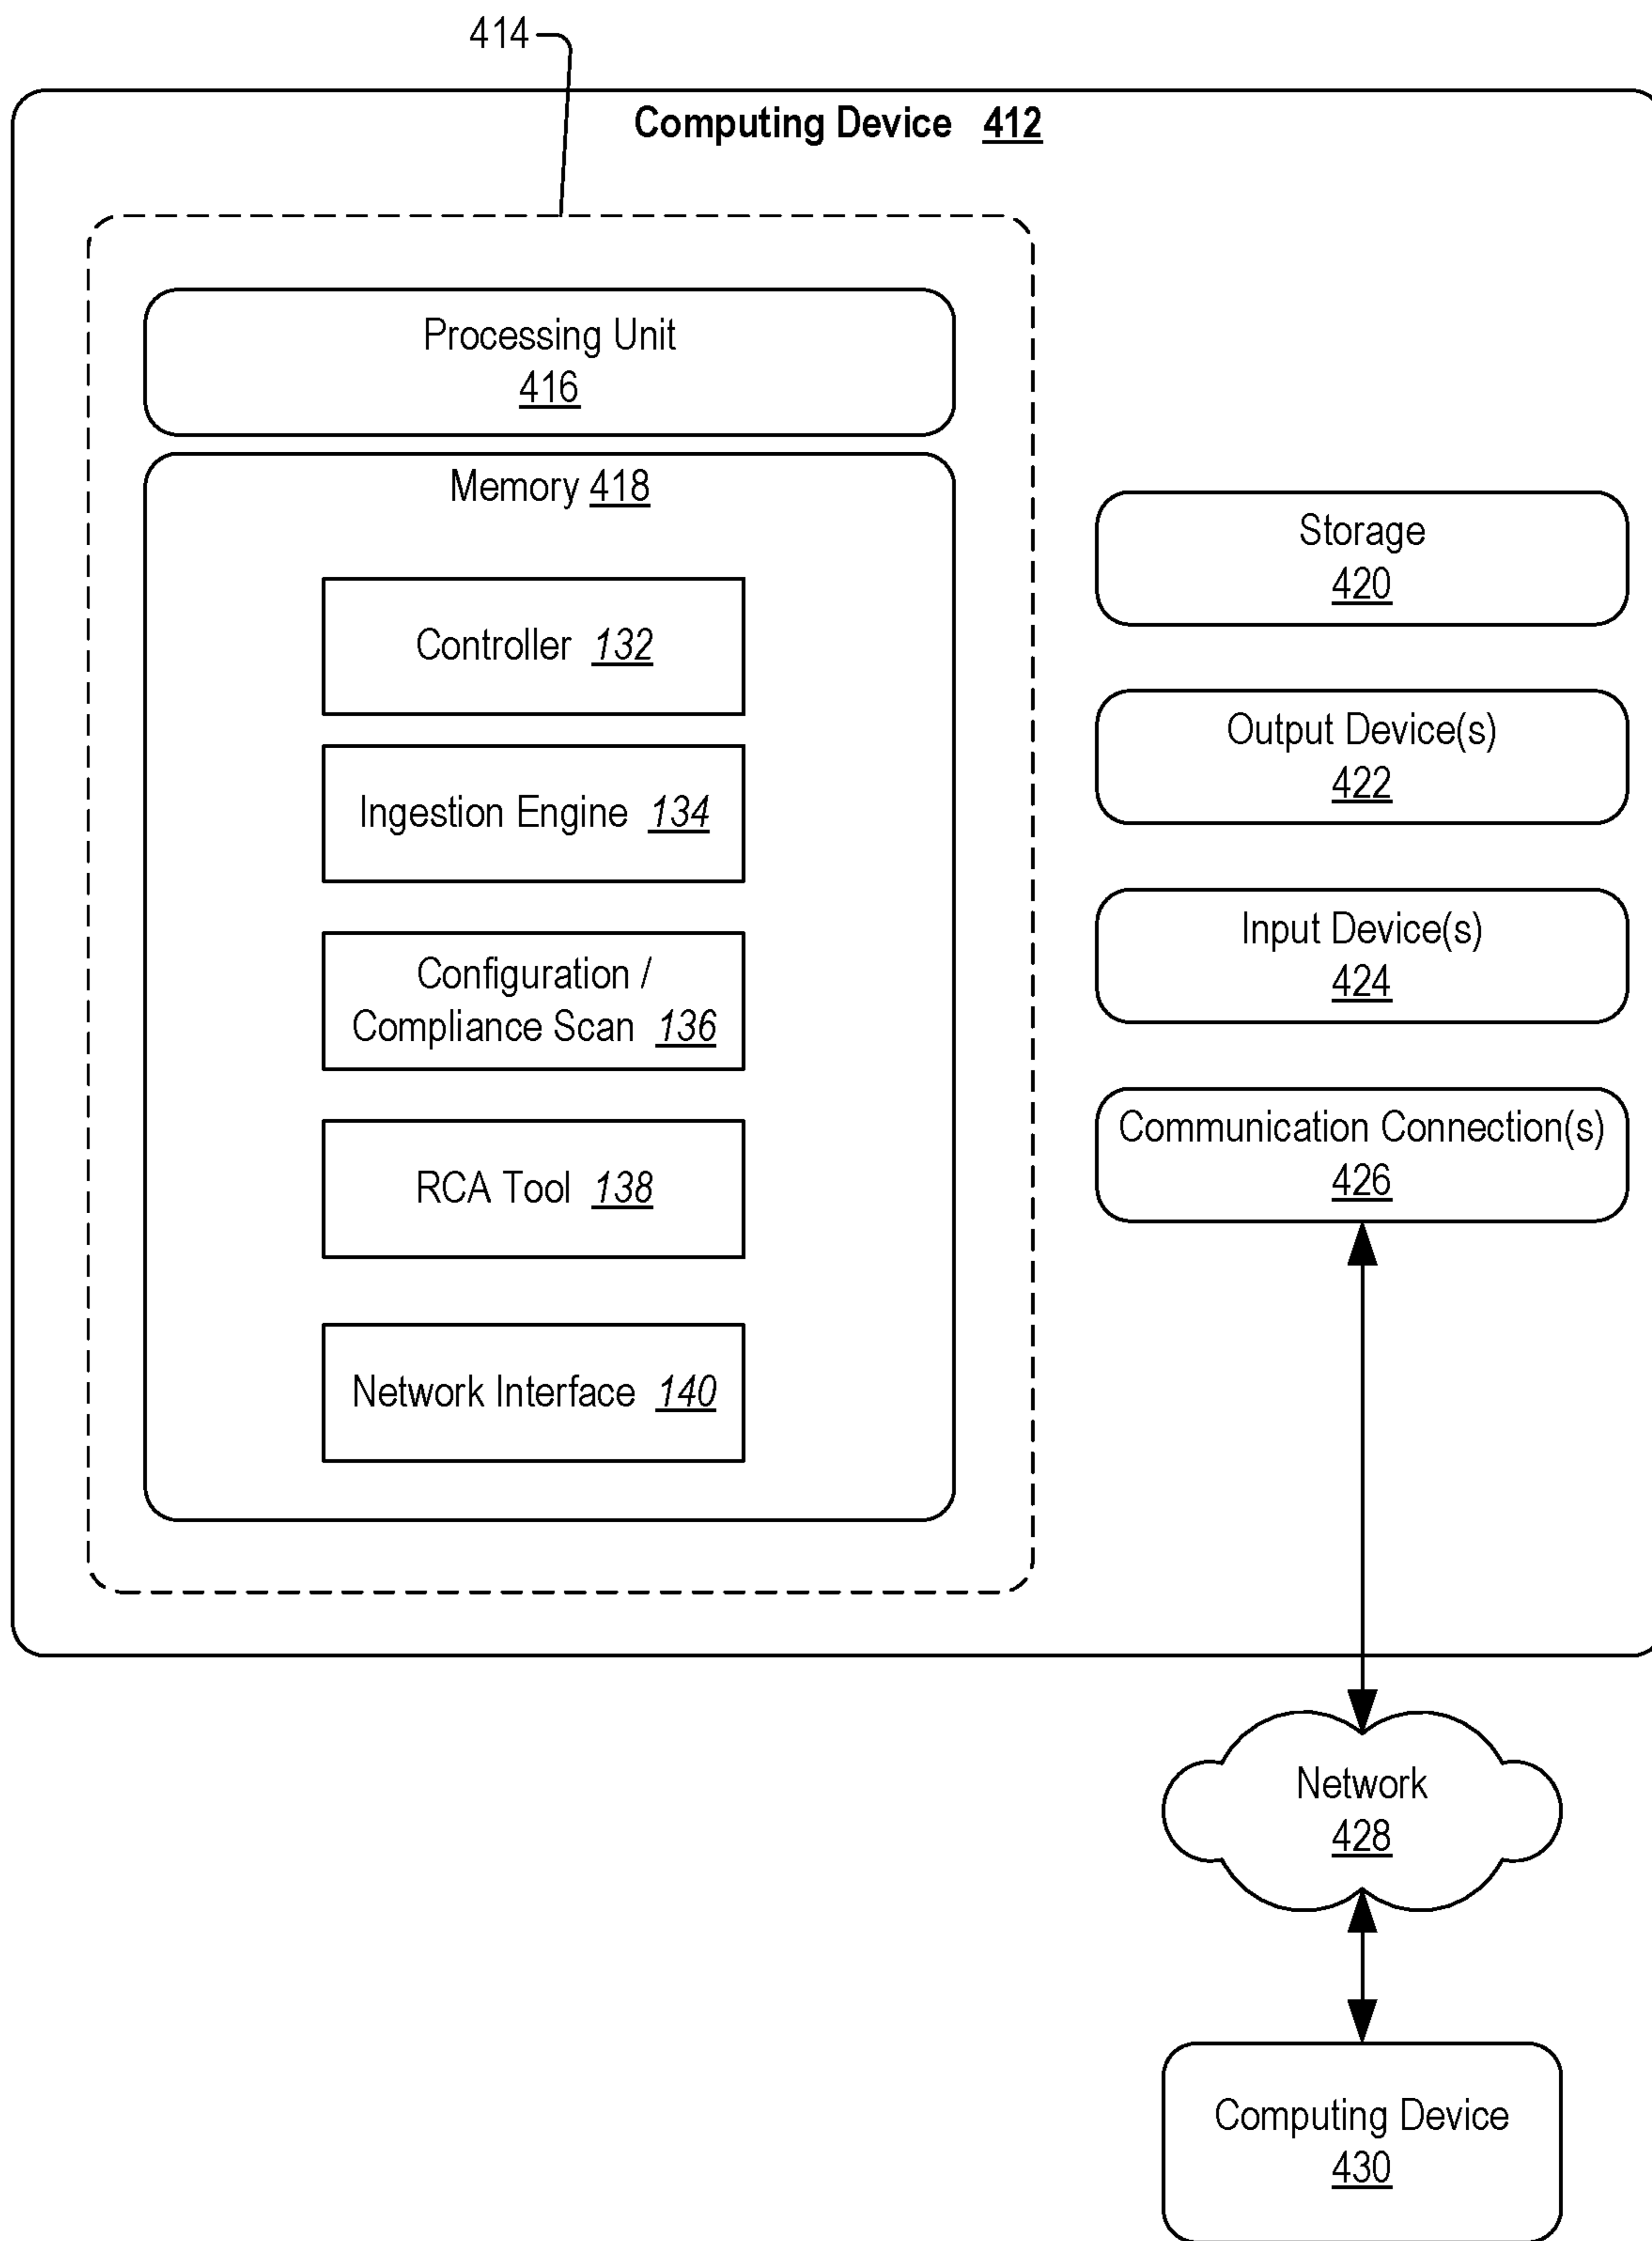 414
Computing Device 412
Processing Unit
416
Memory 418
Controller 132
Ingestion Engine 134
Configuration /
Compliance Scan 136
RCA Tool 138
Network Interface 140
Storage
420
Output Device(s)
422
Input Device(s)
424
Communication Connection(s)
426
Network
428
Computing Device
430